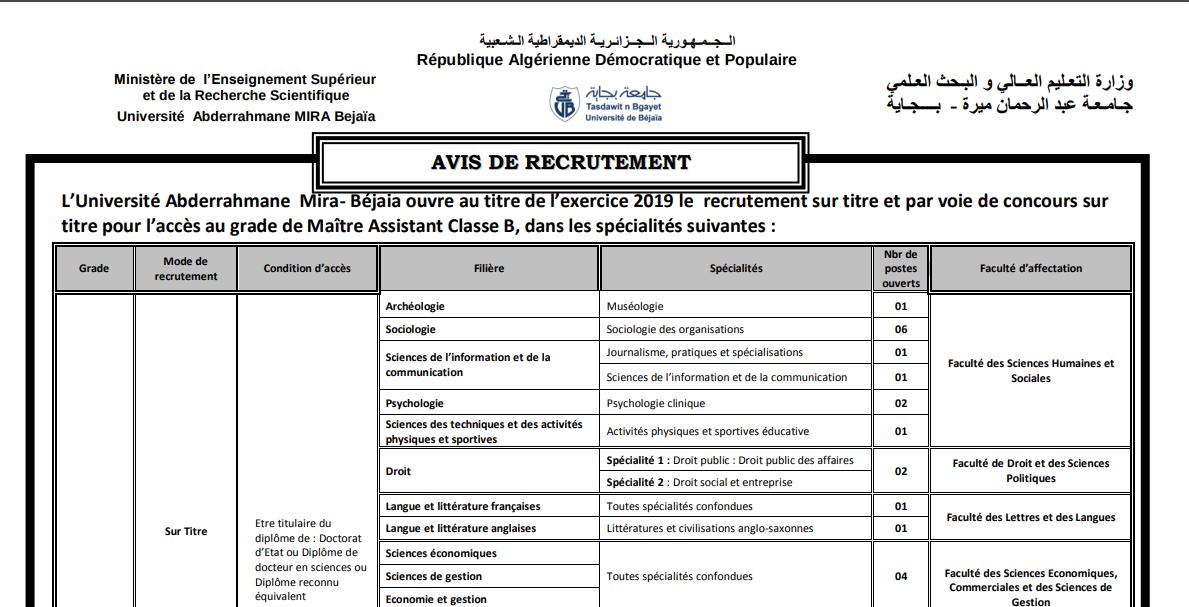 الـجـمـهـورية الـجـزائـريـة الديمقراطية الـشـعبية
République Algérienne Démocratique et Populaire
Ministère de l’Enseignement Supérieur
et de la Recherche Scientifique
Université Abderrahmane MIRA Bejaïa
جامعة بجاية
Tasdawit n Bgayet
Université de Béjaïa
وزارة التعليم العـالي و البـحث العلمي
جـامـعة عبد الرحمان ميرة - بـــجـــاية
AVIS DE RECRUTEMENT
L’Université Abderrahmane Mira- Béjaia ouvre au titre de l’exercice 2019 le recrutement sur titre et par voie de concours sur
titre pour l’accès au grade de Maître Assistant Classe B, dans les spécialités suivantes :
Grade
Mode de
recrutement
Condition d’accès
Filière
Spécialités
Nbr de
postes
ouverts
Faculté d’affectation
Sur Titre
Etre titulaire du
diplôme de : Doctorat
d’Etat ou Diplôme de
docteur en sciences ou
Diplôme reconnu
équivalent
Archéologie
Muséologie
01
Sociologie
Sociologie des organisations
06
Sciences de l’information et de la
communication
Journalisme, pratiques et spécialisations
01
Sciences de l’information et de la communication
01
Psychologie
Psychologie clinique
02
Sciences des techniques et des activités
physiques et sportives
Activités physiques et sportives éducative
01
Faculté des Sciences Humaines et
Sociales
Droit
Spécialité 1 : Droit public : Droit public des affaires
Spécialité 2 : Droit social et entreprise
02
Faculté de Droit et des Sciences
Politiques
Langue et littérature françaises
Toutes spécialités confondues
01
Langue et littérature anglaises
Littératures et civilisations anglo-saxonnes
01
Faculté des Lettres et des Langues
Sciences économiques
Sciences de gestion
Economie et gestion
Toutes spécialités confondues
04
Faculté des Sciences Economiques,
Commerciales et des Sciences de
Gestion